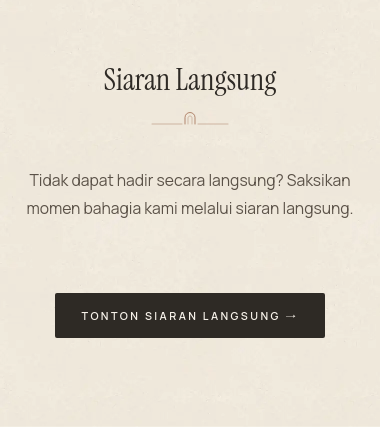 Siaran Langsung
Tidak dapat hadir secara langsung? Saksikan
momen bahagia kami melalui siaran langsung.
TONTON SIARAN LANGSUNG →